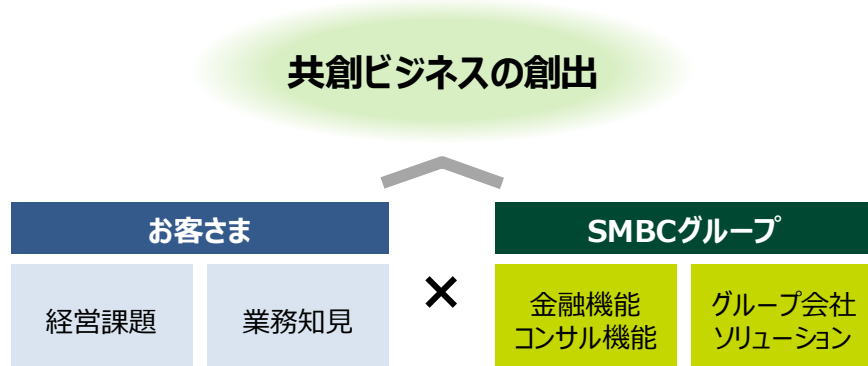 共創ビジネスの創出
お客さま
SMBCグループ
経営課題
業務知見
×
金融機能
コンサル機能
グループ会社
ソリューション